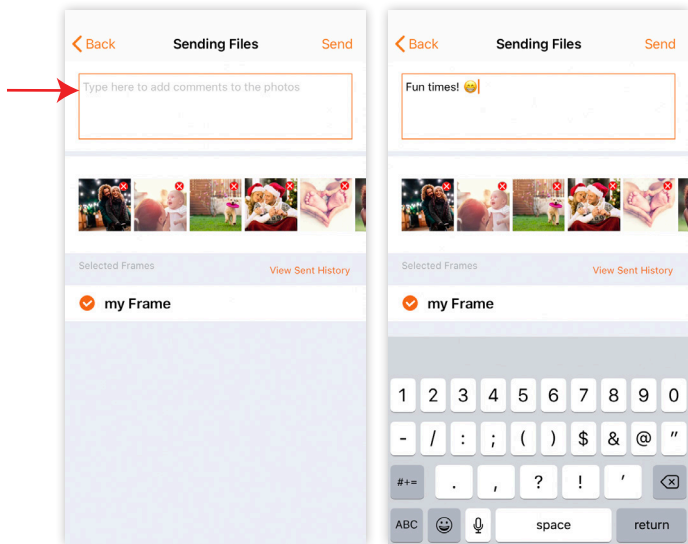 Back Sending Files Send
Type here to add comments to the photos
Selected Frames View Sent History
my Frame
Back Sending Files Send
Fun times! 😁
Selected Frames View Sent History
my Frame
1 2 3 4 5 6 7 8 9 0
- / : ; ( ) $ & @ "
#+= . , ? ! '
ABC space return